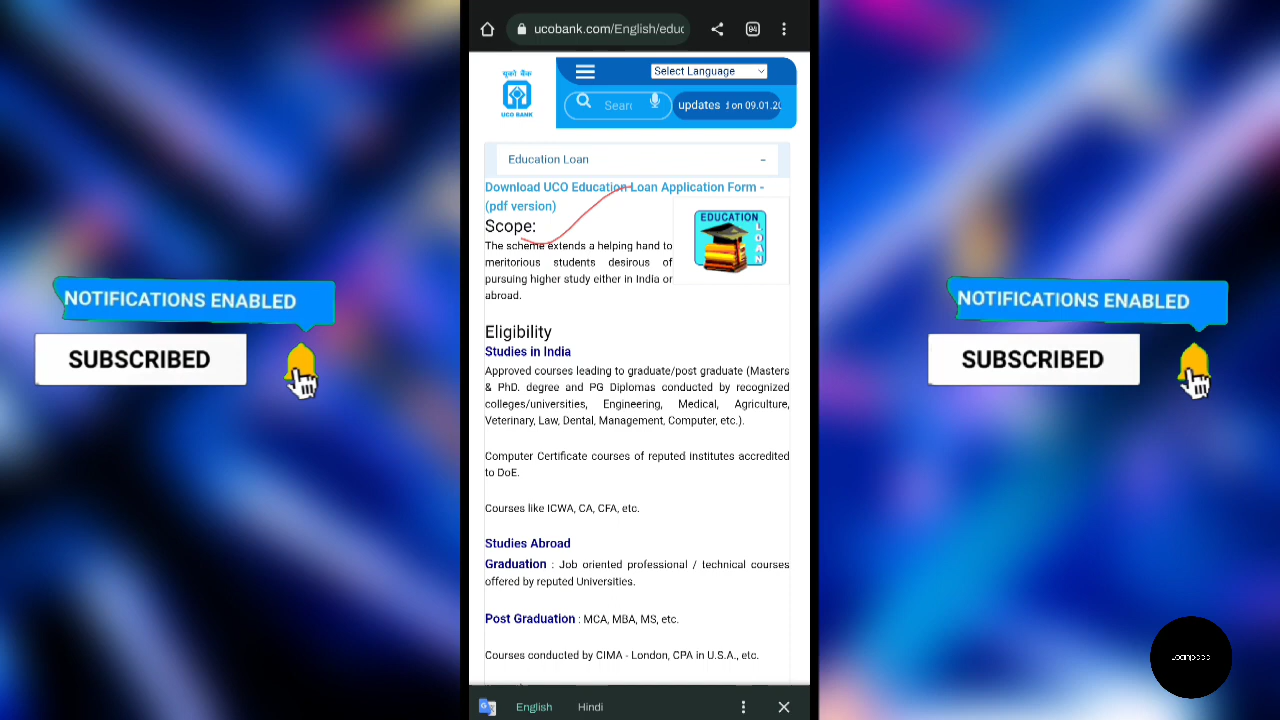 ucobank.com/English/educ
94
यूको बैंक
UCO BANK
Select Language
Sear
updates
d on 09.01.20
Education Loan
Download UCO Education Loan Application Form -
(pdf version)
Scope:
The scheme extends a helping hand to
meritorious students desirous of
pursuing higher study either in India or
abroad.
EDUCATION
LOAN
Eligibility
Studies in India
Approved courses leading to graduate/post graduate (Masters
& PhD. degree and PG Diplomas conducted by recognized
colleges/universities, Engineering, Medical, Agriculture,
Veterinary, Law, Dental, Management, Computer, etc.).
Computer Certificate courses of reputed institutes accredited
to DoE.
Courses like ICWA, CA, CFA, etc.
Studies Abroad
Graduation : Job oriented professional / technical courses
offered by reputed Universities.
Post Graduation : MCA, MBA, MS, etc.
Courses conducted by CIMA - London, CPA in U.S.A., etc.
English
Hindi
NOTIFICATIONS ENABLED
SUBSCRIBED
NOTIFICATIONS ENABLED
SUBSCRIBED